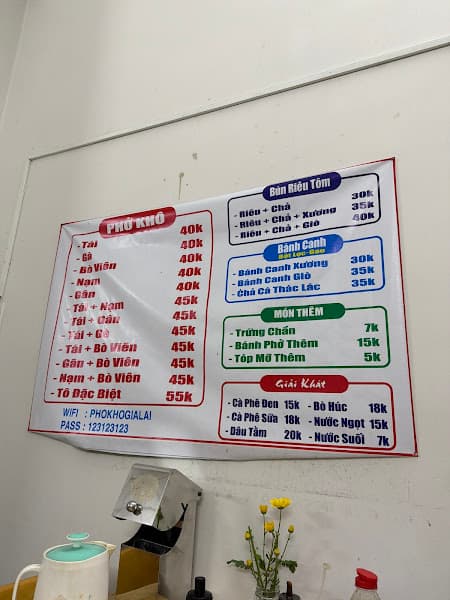 PHỞ KHÔ
- Tái 40k
- Gà 40k
- Bò Viên 40k
- Nạm 40k
- Gân 40k
- Tái + Nạm 45k
- Tái + Gân 45k
- Tái + Gà 45k
- Tái + Bò Viên 45k
- Gân + Bò Viên 45k
- Nạm + Bò Viên 45k
- Tô Đặc Biệt 55k
WIFI : PHOKHOGIALAI
PASS : 123123123
Bún Riêu Tôm
- Riêu + Chả 30k
- Riêu + Chả + Xương 35k
- Riêu + Chả + Giò 40k
Bánh Canh
Bột Lọc-Gạo
- Bánh Canh Xương 30k
- Bánh Canh Giò 35k
- Chả Cá Thác Lác 35k
MÓN THÊM
- Trứng Chần 7k
- Bánh Phở Thêm 15k
- Tóp Mỡ Thêm 5k
Giải Khát
- Cà Phê Đen 15k - Bò Húc 18k
- Cà Phê Sữa 18k - Nước Ngọt 15k
- Dâu Tằm 20k - Nước Suối 7k